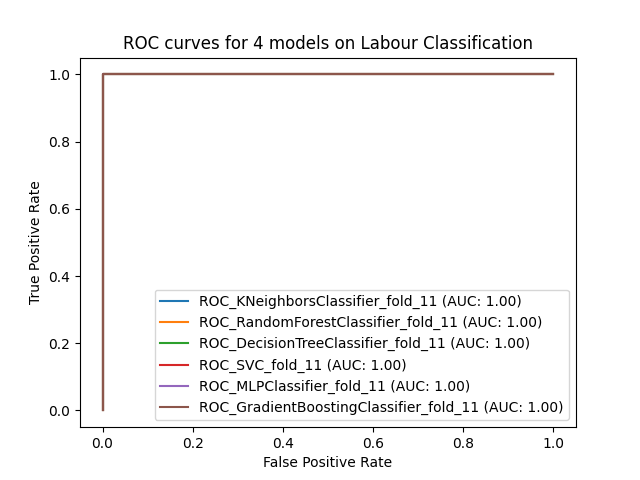 ROC curves for 4 models on Labour Classification
1.0
0.8
0.6
0.4
0.2
0.0
True Positive Rate
ROC_KNeighborsClassifier_fold_11 (AUC: 1.00)
ROC_RandomForestClassifier_fold_11 (AUC: 1.00)
ROC_DecisionTreeClassifier_fold_11 (AUC: 1.00)
ROC_SVC_fold_11 (AUC: 1.00)
ROC_MLPClassifier_fold_11 (AUC: 1.00)
ROC_GradientBoostingClassifier_fold_11 (AUC: 1.00)
0.0 0.2 0.4 0.6 0.8 1.0
False Positive Rate